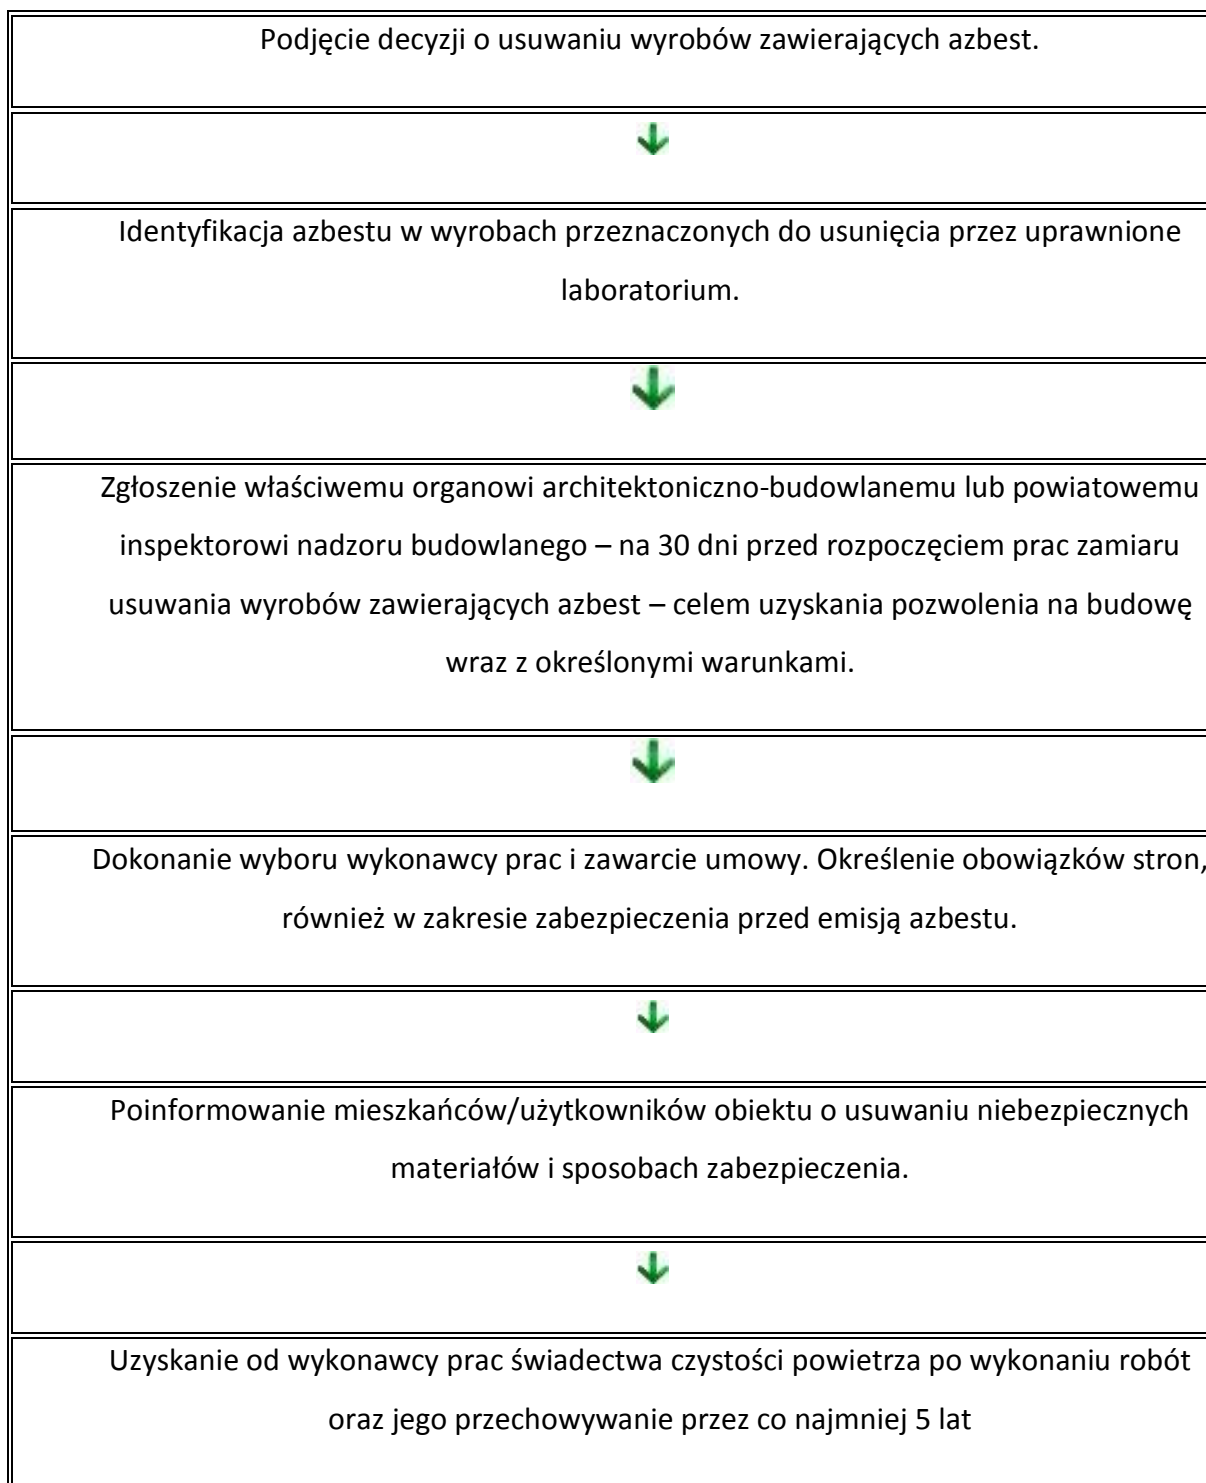 Podjęcie decyzji o usuwaniu wyrobów zawierających azbest.
Identyfikacja azbestu w wyrobach przeznaczonych do usunięcia przez uprawnione
laboratorium.
Zgłoszenie właściwemu organowi architektoniczno-budowlanemu lub powiatowemu
inspektorowi nadzoru budowlanego – na 30 dni przed rozpoczęciem prac zamiaru
usuwania wyrobów zawierających azbest – celem uzyskania pozwolenia na budowę
wraz z określonymi warunkami.
Dokonanie wyboru wykonawcy prac i zawarcie umowy. Określenie obowiązków stron,
również w zakresie zabezpieczenia przed emisją azbestu.
Poinformowanie mieszkańców/użytkowników obiektu o usuwaniu niebezpiecznych
materiałów i sposobach zabezpieczenia.
Uzyskanie od wykonawcy prac świadectwa czystości powietrza po wykonaniu robót
oraz jego przechowywanie przez co najmniej 5 lat